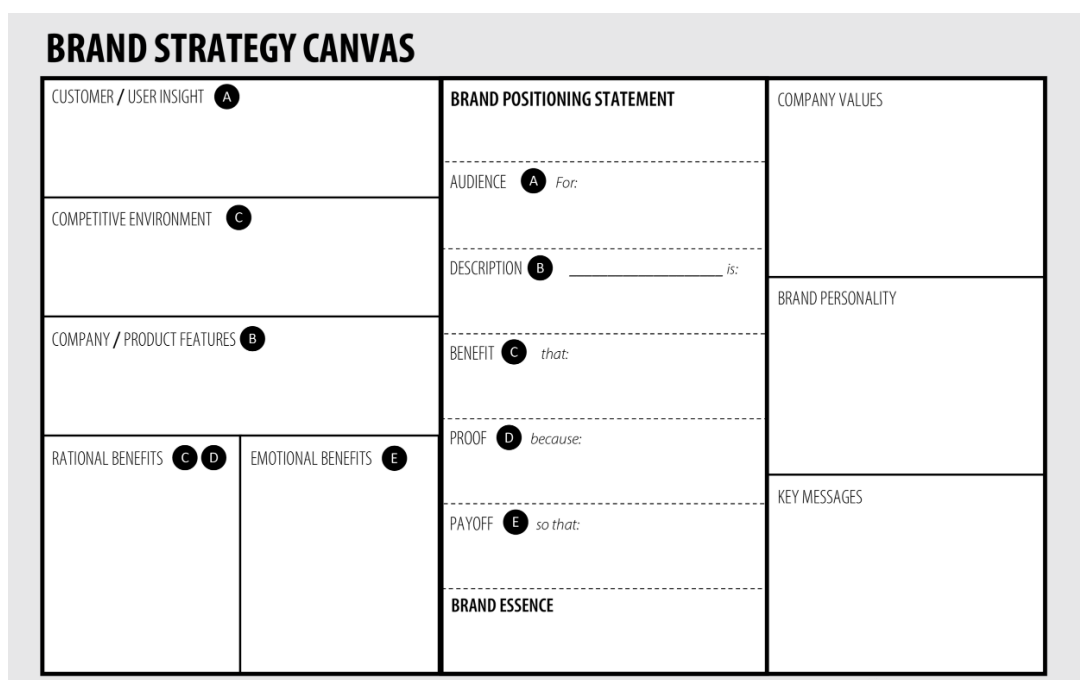 BRAND STRATEGY CANVAS
CUSTOMER / USER INSIGHT A
COMPETITIVE ENVIRONMENT C
COMPANY / PRODUCT FEATURES B
RATIONAL BENEFITS C D
EMOTIONAL BENEFITS E
BRAND POSITIONING STATEMENT
AUDIENCE A For:
DESCRIPTION B ____________________ is:
BENEFIT C that:
PROOF D because:
PAYOFF E so that:
BRAND ESSENCE
COMPANY VALUES
BRAND PERSONALITY
KEY MESSAGES